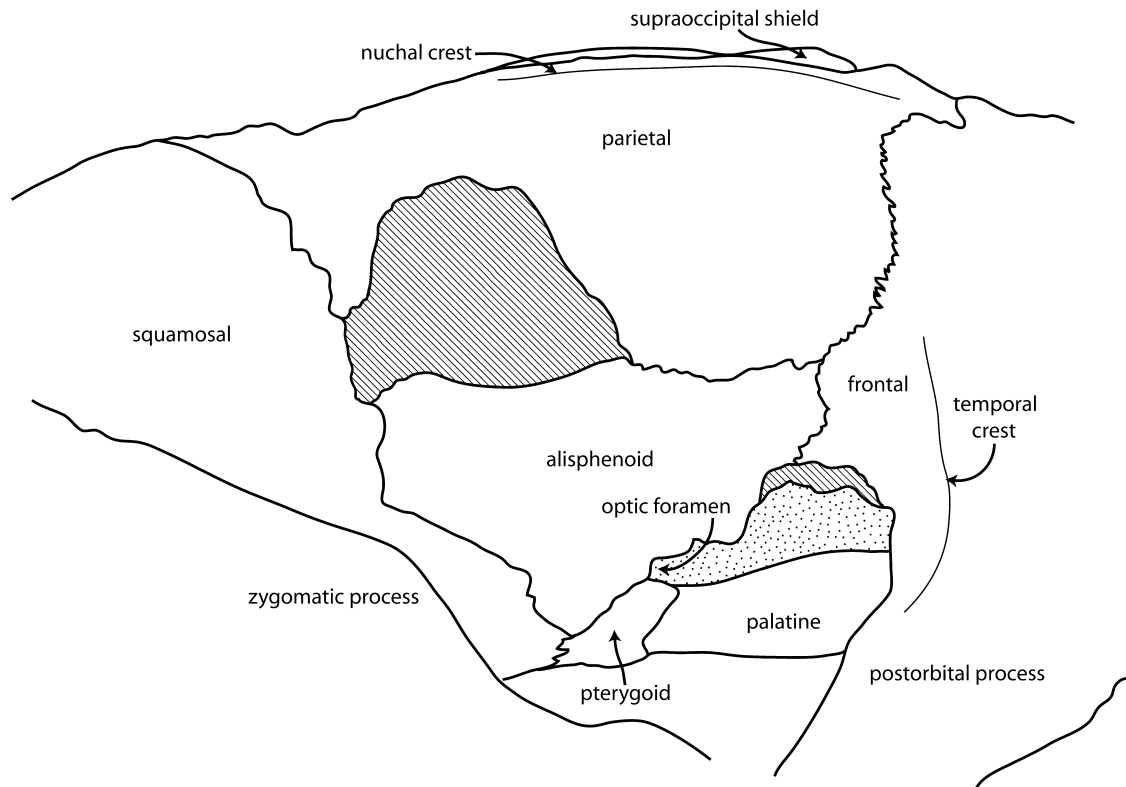 supraoccipital shield
nuchal crest
parietal
squamosal
frontal
temporal
crest
alisphenoid
optic foramen
zygomatic process
palatine
postorbital process
pterygoid